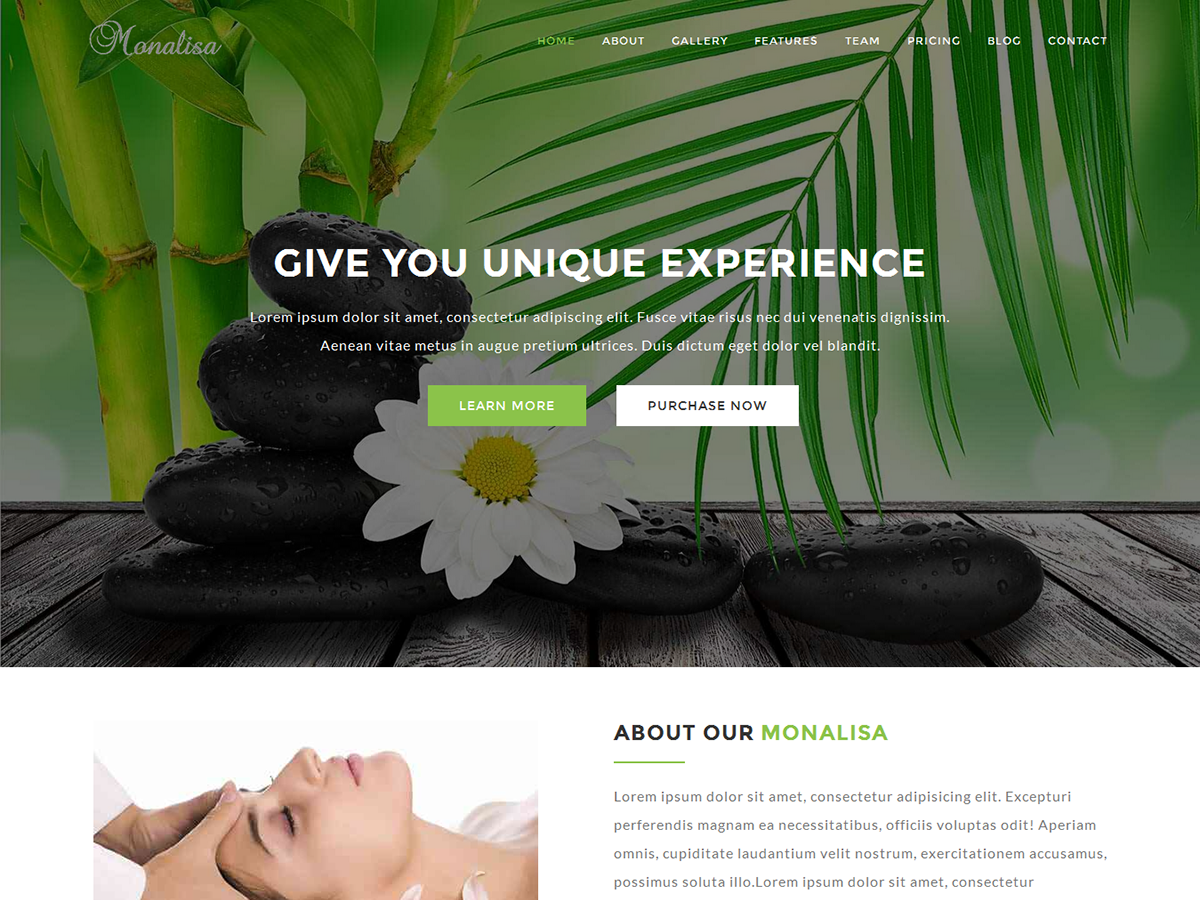 Monalisa
HOME ABOUT GALLERY FEATURES TEAM PRICING BLOG CONTACT
GIVE YOU UNIQUE EXPERIENCE
Lorem ipsum dolor sit amet, consectetur adipiscing elit. Fusce vitae risus nec dui venenatis dignissim.
Aenean vitae metus in augue pretium ultrices. Duis dictum eget dolor vel blandit.
LEARN MORE PURCHASE NOW
ABOUT OUR MONALISA
Lorem ipsum dolor sit amet, consectetur adipisicing elit. Excepturi
perferendis magnam ea necessitatibus, officiis voluptas odit! Aperiam
omnis, cupiditate laudantium velit nostrum, exercitationem accusamus,
possimus soluta illo.Lorem ipsum dolor sit amet, consectetur